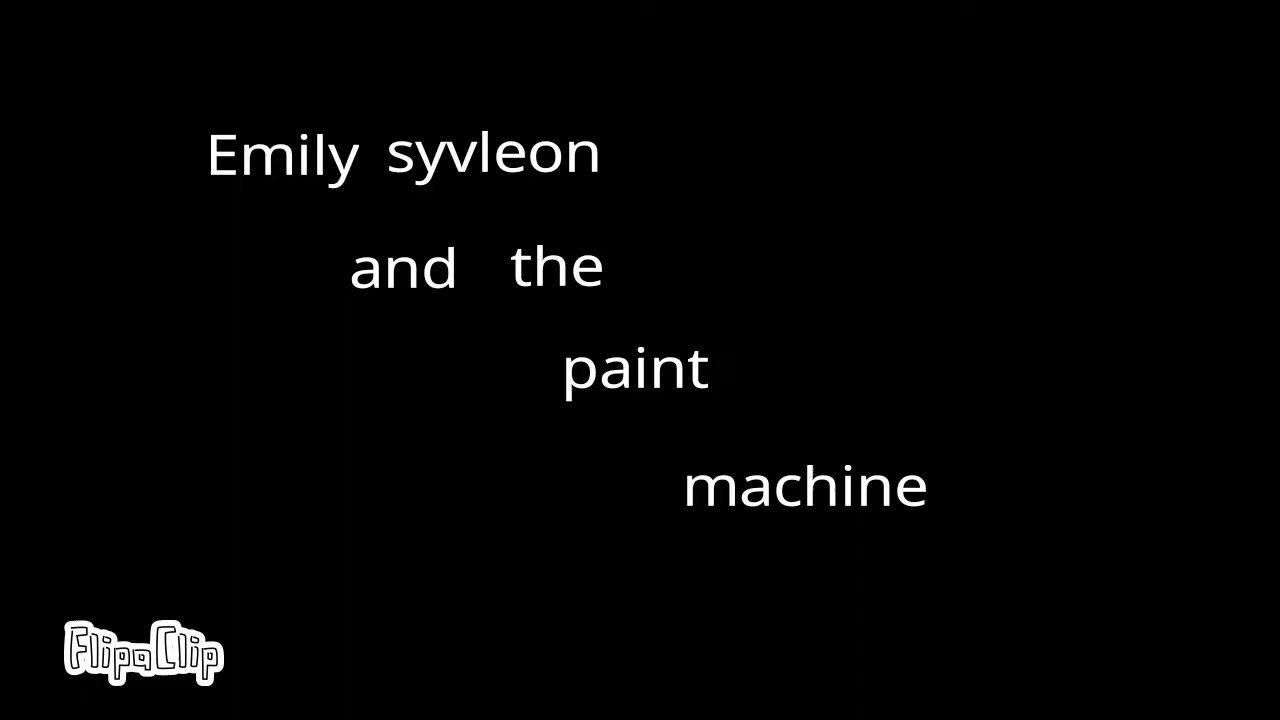 Emily syvleon
and the
paint
machine
FlipaClip